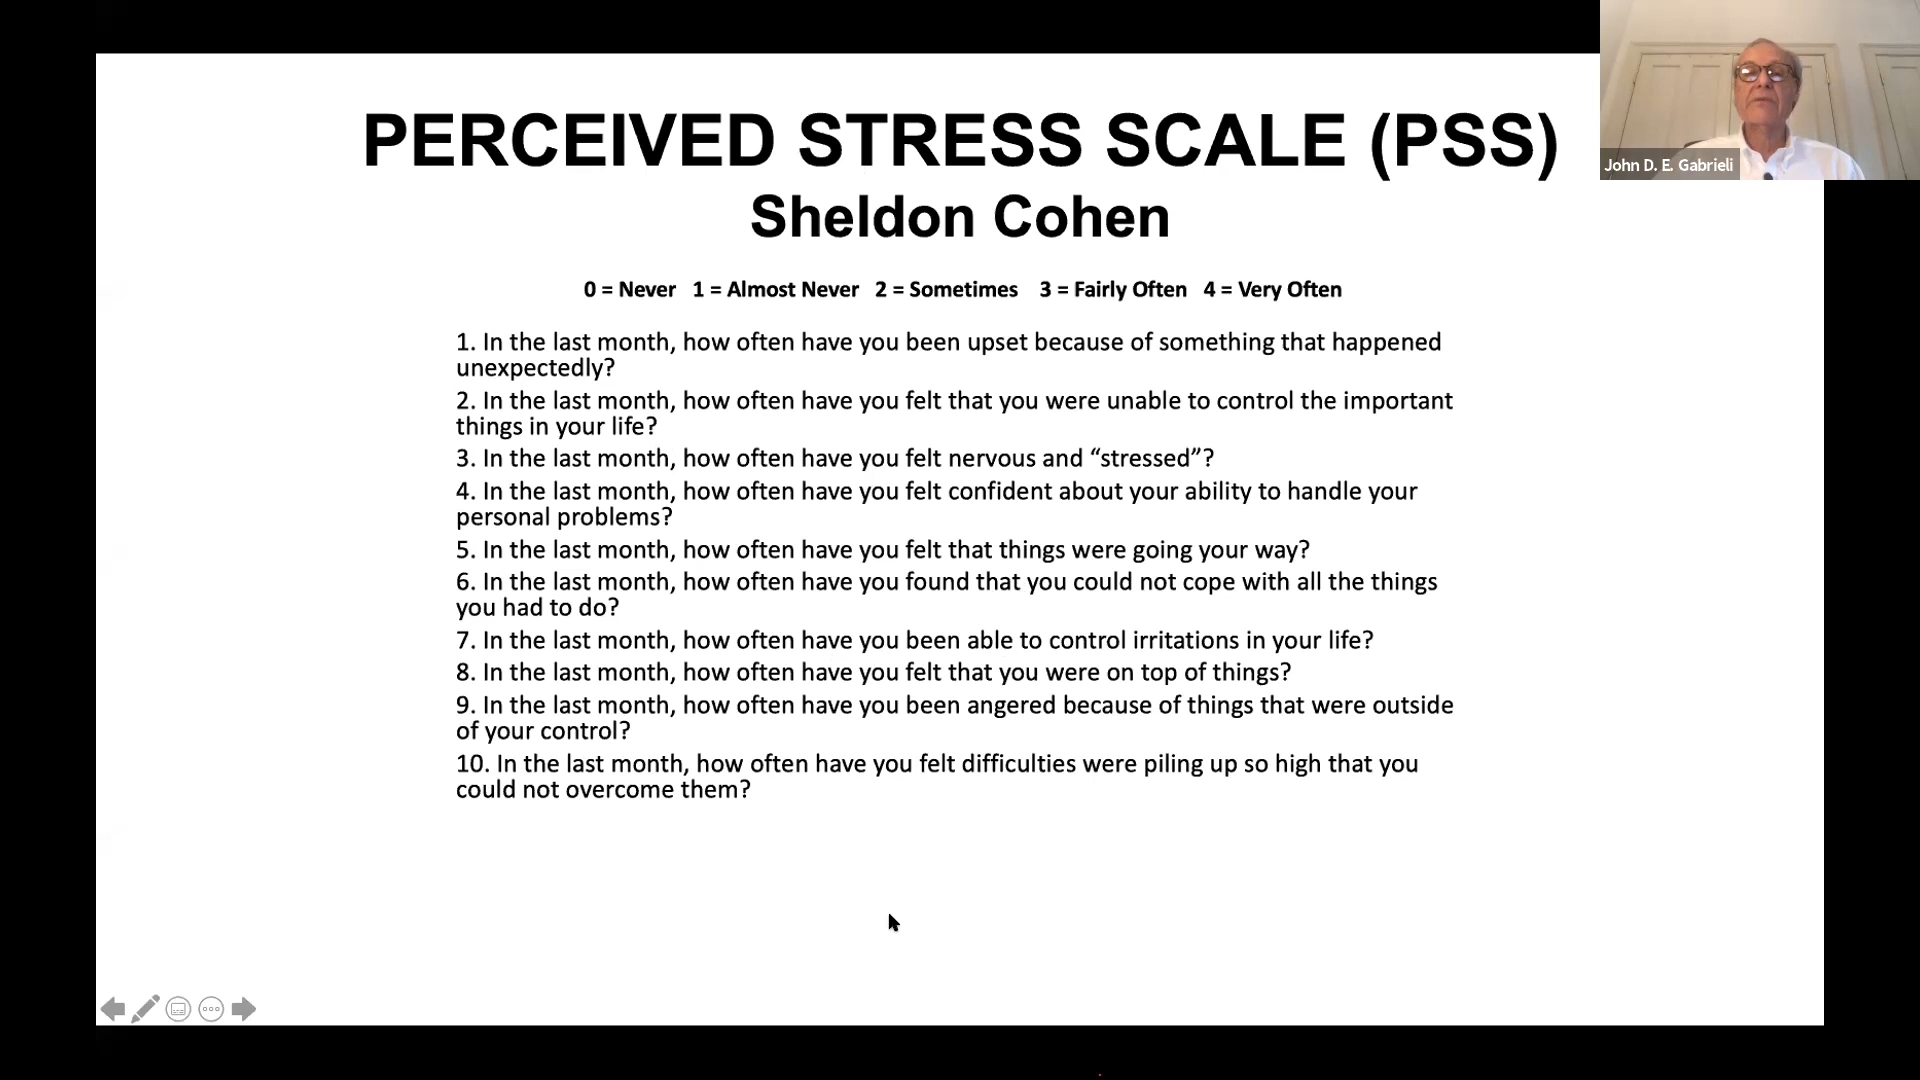 PERCEIVED STRESS SCALE (PSS)
Sheldon Cohen
John D. E. Gabrieli
0 = Never 1 = Almost Never 2 = Sometimes 3 = Fairly Often 4 = Very Often
1. In the last month, how often have you been upset because of something that happened
unexpectedly?
2. In the last month, how often have you felt that you were unable to control the important
things in your life?
3. In the last month, how often have you felt nervous and “stressed”?
4. In the last month, how often have you felt confident about your ability to handle your
personal problems?
5. In the last month, how often have you felt that things were going your way?
6. In the last month, how often have you found that you could not cope with all the things
you had to do?
7. In the last month, how often have you been able to control irritations in your life?
8. In the last month, how often have you felt that you were on top of things?
9. In the last month, how often have you been angered because of things that were outside
of your control?
10. In the last month, how often have you felt difficulties were piling up so high that you
could not overcome them?